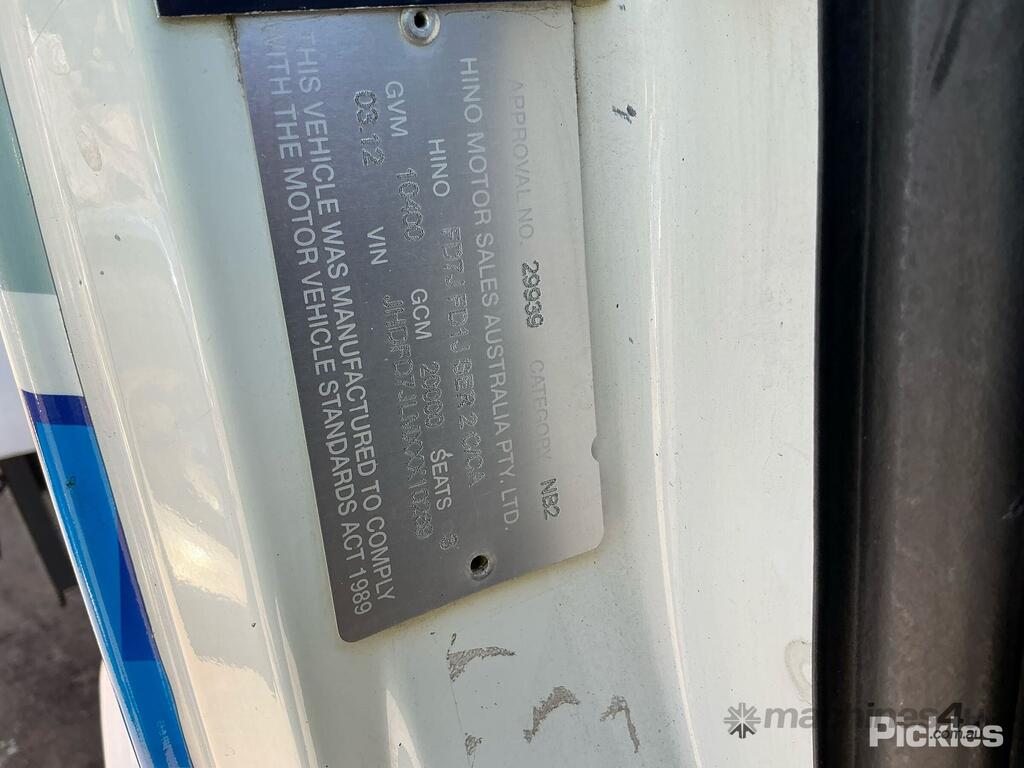 APPROVAL NO. 29939 CATEGORY NB2
HINO MOTOR SALES AUSTRALIA PTY. LTD.
HINO FD7J FD1J SER 2 C/CA
GVM 10400 GCM 20000 SEATS 3
03.12 VIN
THIS VEHICLE WAS MANUFACTURED TO COMPLY
WITH THE MOTOR VEHICLE STANDARDS ACT 1989
machines4u
.com.au
Pickles